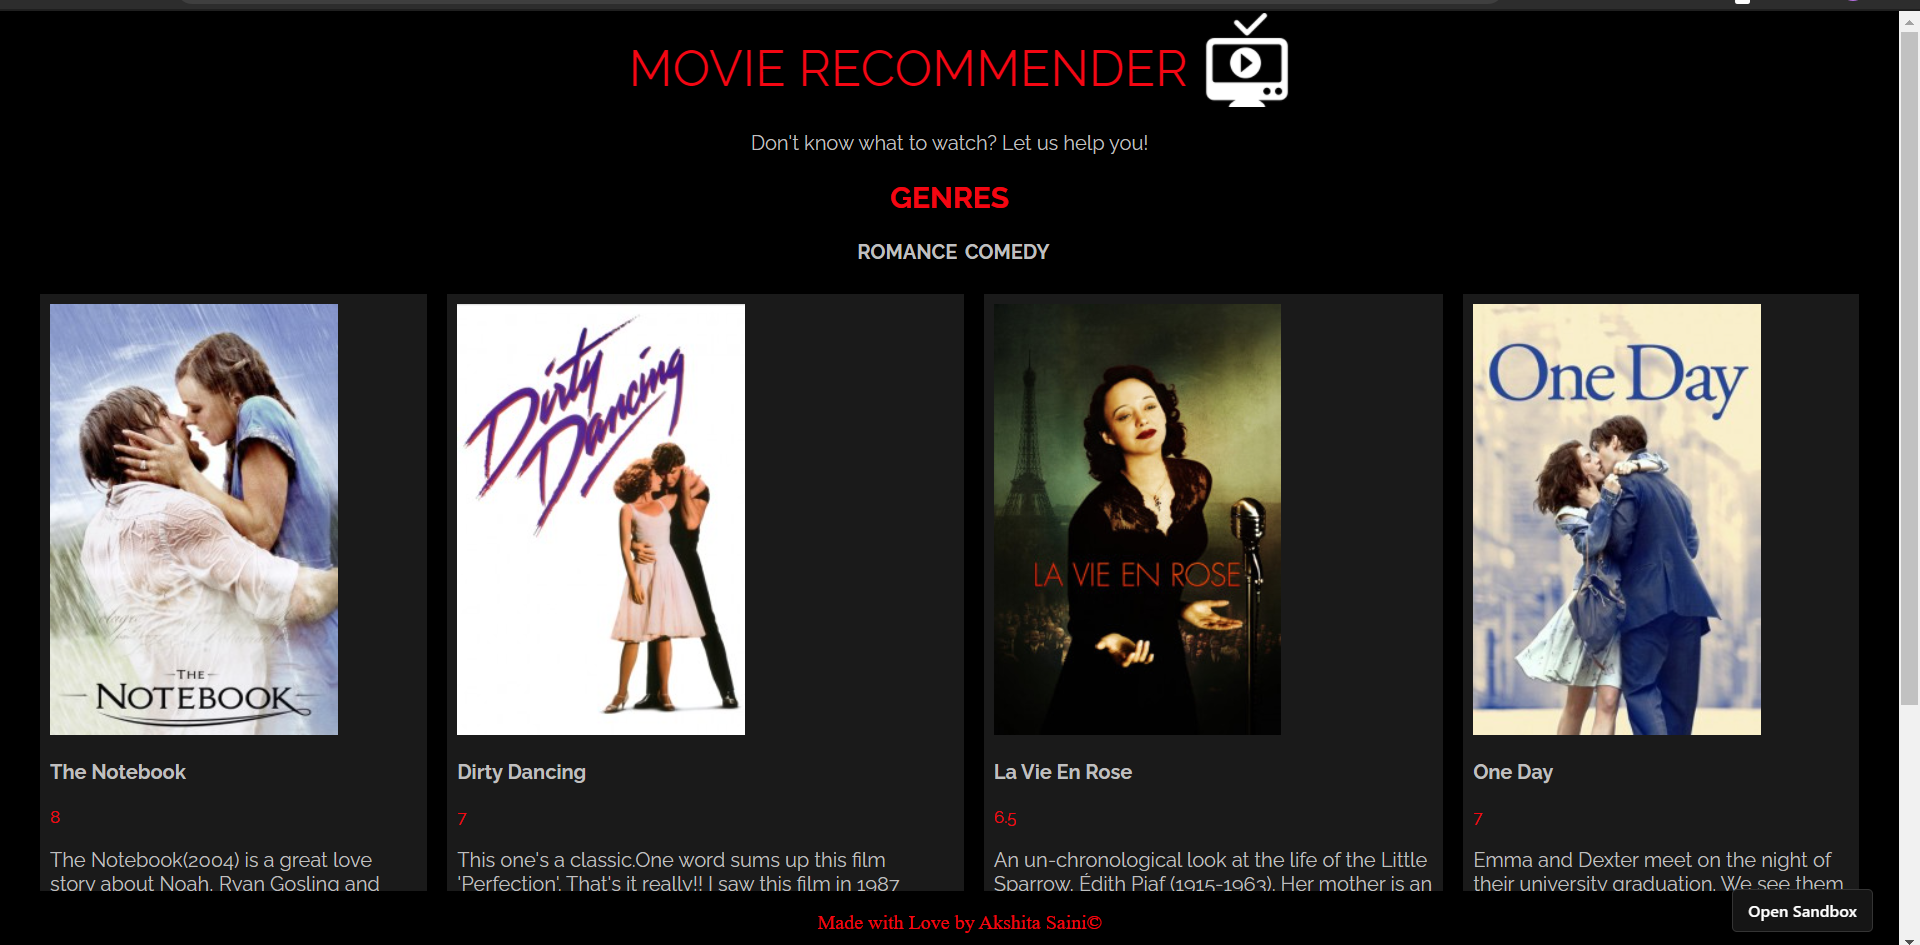 MOVIE RECOMMENDER
Don't know what to watch? Let us help you!
GENRES
ROMANCE COMEDY
THE
NOTEBOOK
Dirty
Dancing
LA VIE EN ROSE
One Day
The Notebook
8
The Notebook(2004) is a great love
story about Noah, Ryan Gosling and
Dirty Dancing
7
This one's a classic.One word sums up this film
'Perfection'. That's it really!! I saw this film in 1987
La Vie En Rose
6.5
An un-chronological look at the life of the Little
Sparrow, Édith Piaf (1915-1963). Her mother is an
One Day
7
Emma and Dexter meet on the night of
their university graduation. We see them
Open Sandbox
Made with Love by Akshita Saini©